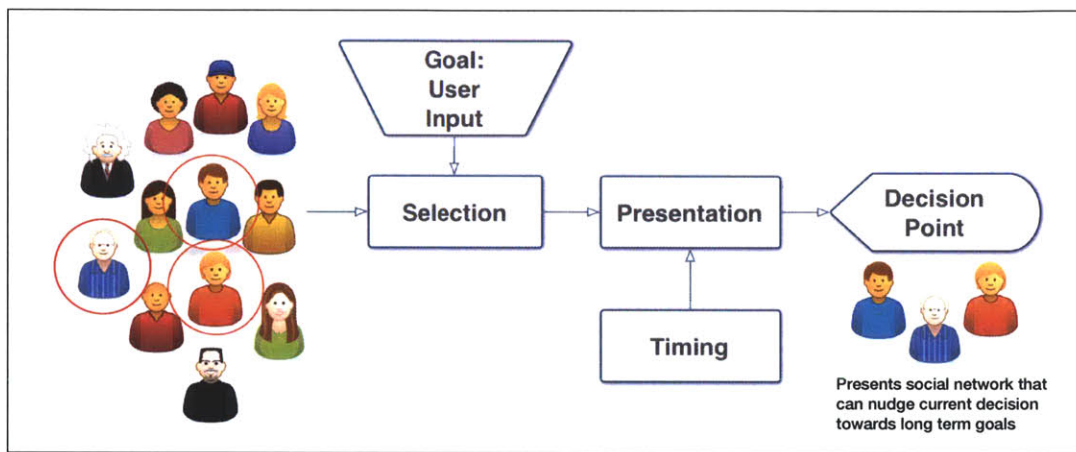 Goal:
User
Input
Selection
Presentation
Decision
Point
Timing
Presents social network that
can nudge current decision
towards long term goals